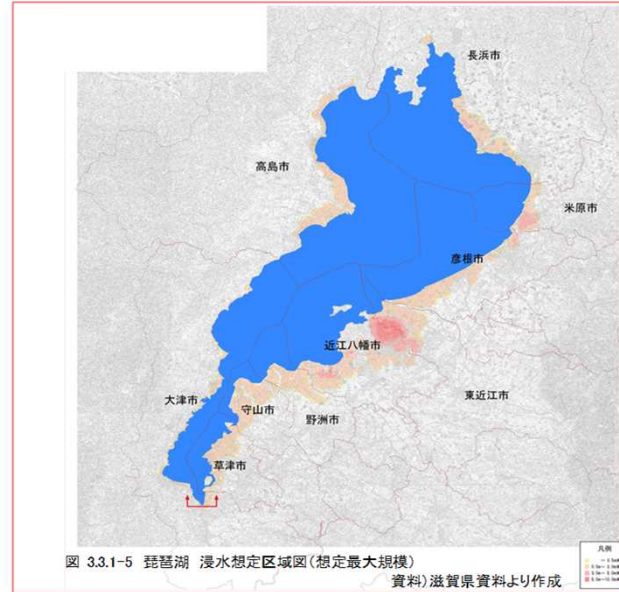 長浜市
高島市
米原市
彦根市
近江八幡市
東近江市
大津市
守山市
野洲市
草津市
図 3.3.1-5 琵琶湖 浸水想定区域図(想定最大規模)
資料)滋賀県資料より作成
凡例